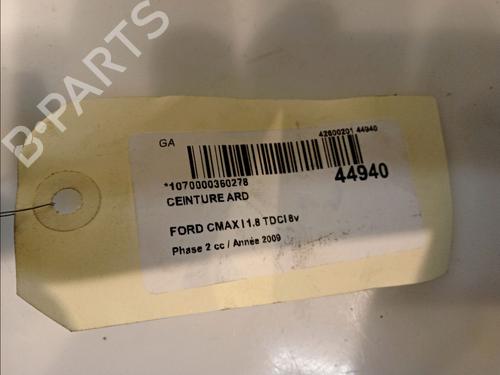 B-PARTS
GA
42600201 44940
*1070000360278
44940
CEINTURE ARD
FORD CMAX I 1.8 TDCI 8v
Phase 2 cc / Année 2009